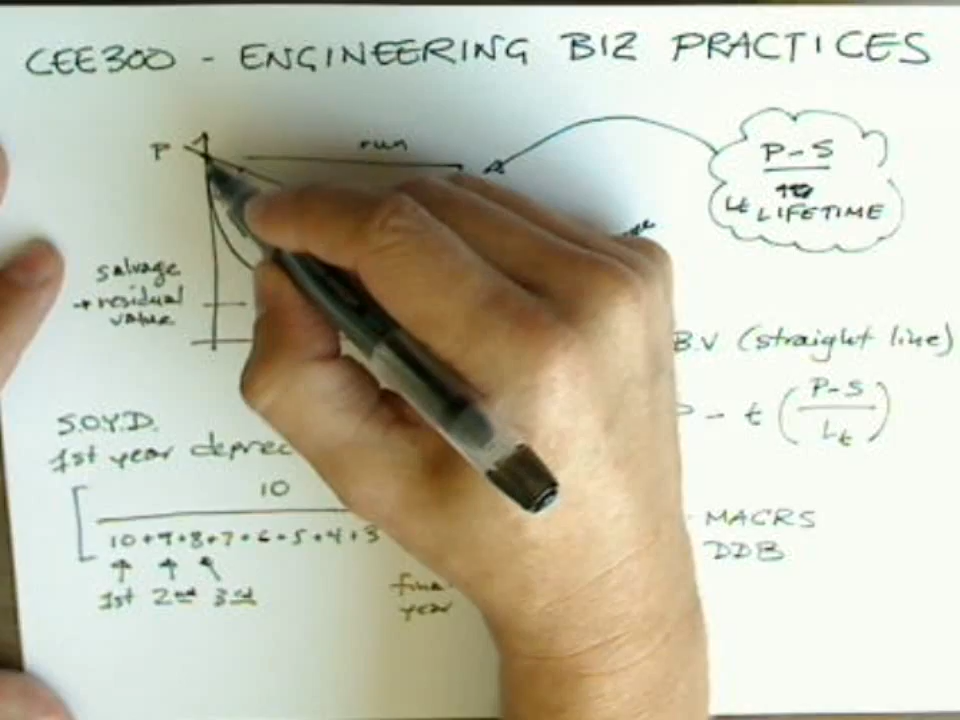 CEE300 - ENGINEERING BIZ PRACTICES
P
run
P-S
Lt LIFETIME
salvage
→ residual
value
B.V (straight line)
P - t (P-S / Lt)
S.O.Y.D.
1st year deprec
10
10+9+8+7+6+5+4+3
1st 2nd 3rd
final
year
MACRS
DDB